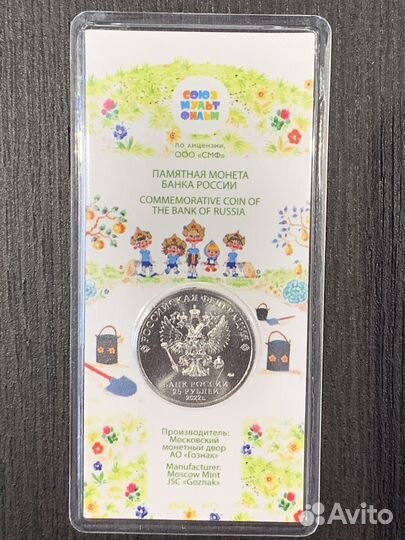 СОЮЗ
МУЛЬТ
ФИЛЬМ
ПО ЛИЦЕНЗИИ,
ООО «СМФ»
ПАМЯТНАЯ МОНЕТА
БАНКА РОССИИ
COMMEMORATIVE COIN OF
THE BANK OF RUSSIA
РОССИЙСКАЯ ФЕДЕРАЦИЯ
БАНК РОССИИ
25 РУБЛЕЙ
2022 г.
Производитель:
Московский
монетный двор
АО «Гознак»
Manufacturer:
Moscow Mint
JSC «Goznak»
Avito